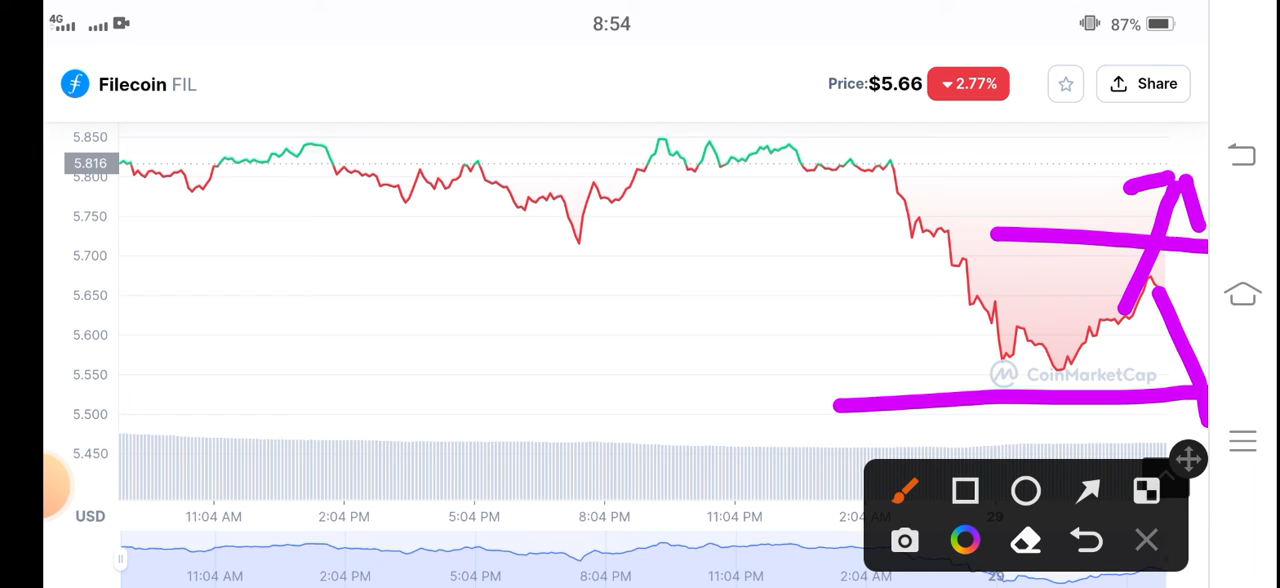 4G 8:54 87%
Filecoin FIL Price:$5.66 2.77% Share
5.850
5.816
5.800
5.750
5.700
5.650
5.600
5.550
CoinMarketCap
5.500
5.450
USD 11:04 AM 2:04 PM 5:04 PM 8:04 PM 11:04 PM 2:04 AM 29
11:04 AM 2:04 PM 5:04 PM 8:04 PM 11:04 PM 2:04 AM 29